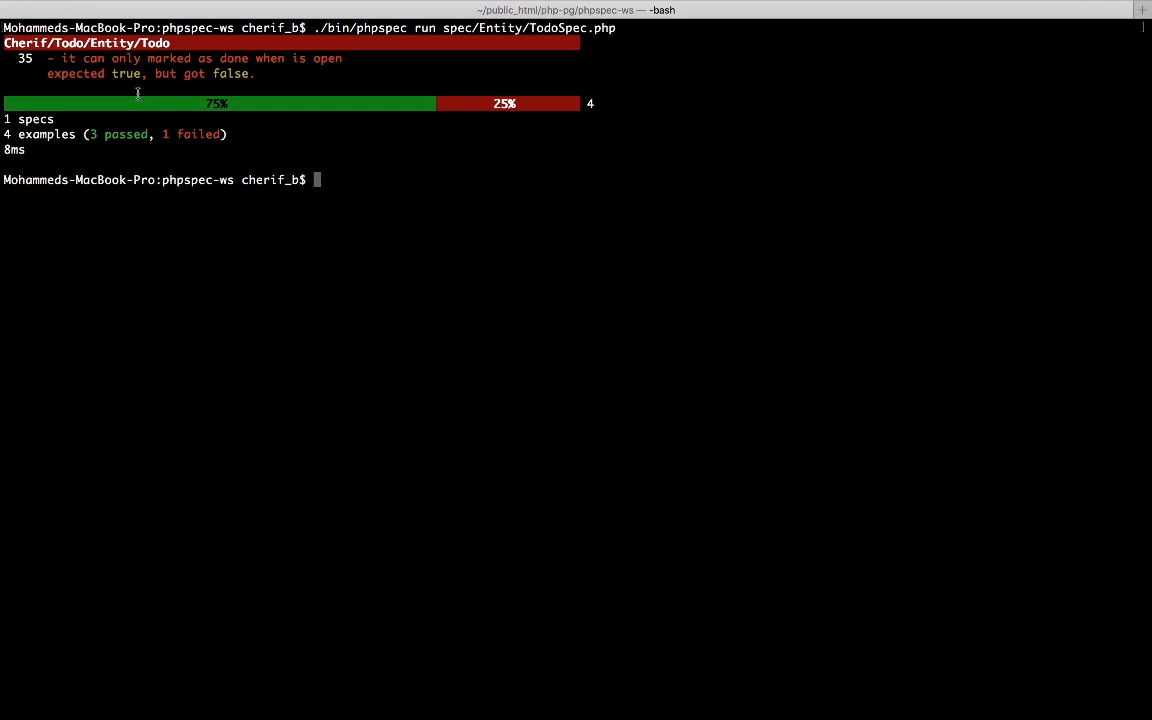 ~/public_html/php-pg/phpspec-ws — -bash
Mohammeds-MacBook-Pro:phpspec-ws cherif_b$ ./bin/phpspec run spec/Entity/TodoSpec.php
Cherif/Todo/Entity/Todo
35 - it can only marked as done when is open
expected true, but got false.
75% 25% 4
1 specs
4 examples (3 passed, 1 failed)
8ms
Mohammeds-MacBook-Pro:phpspec-ws cherif_b$